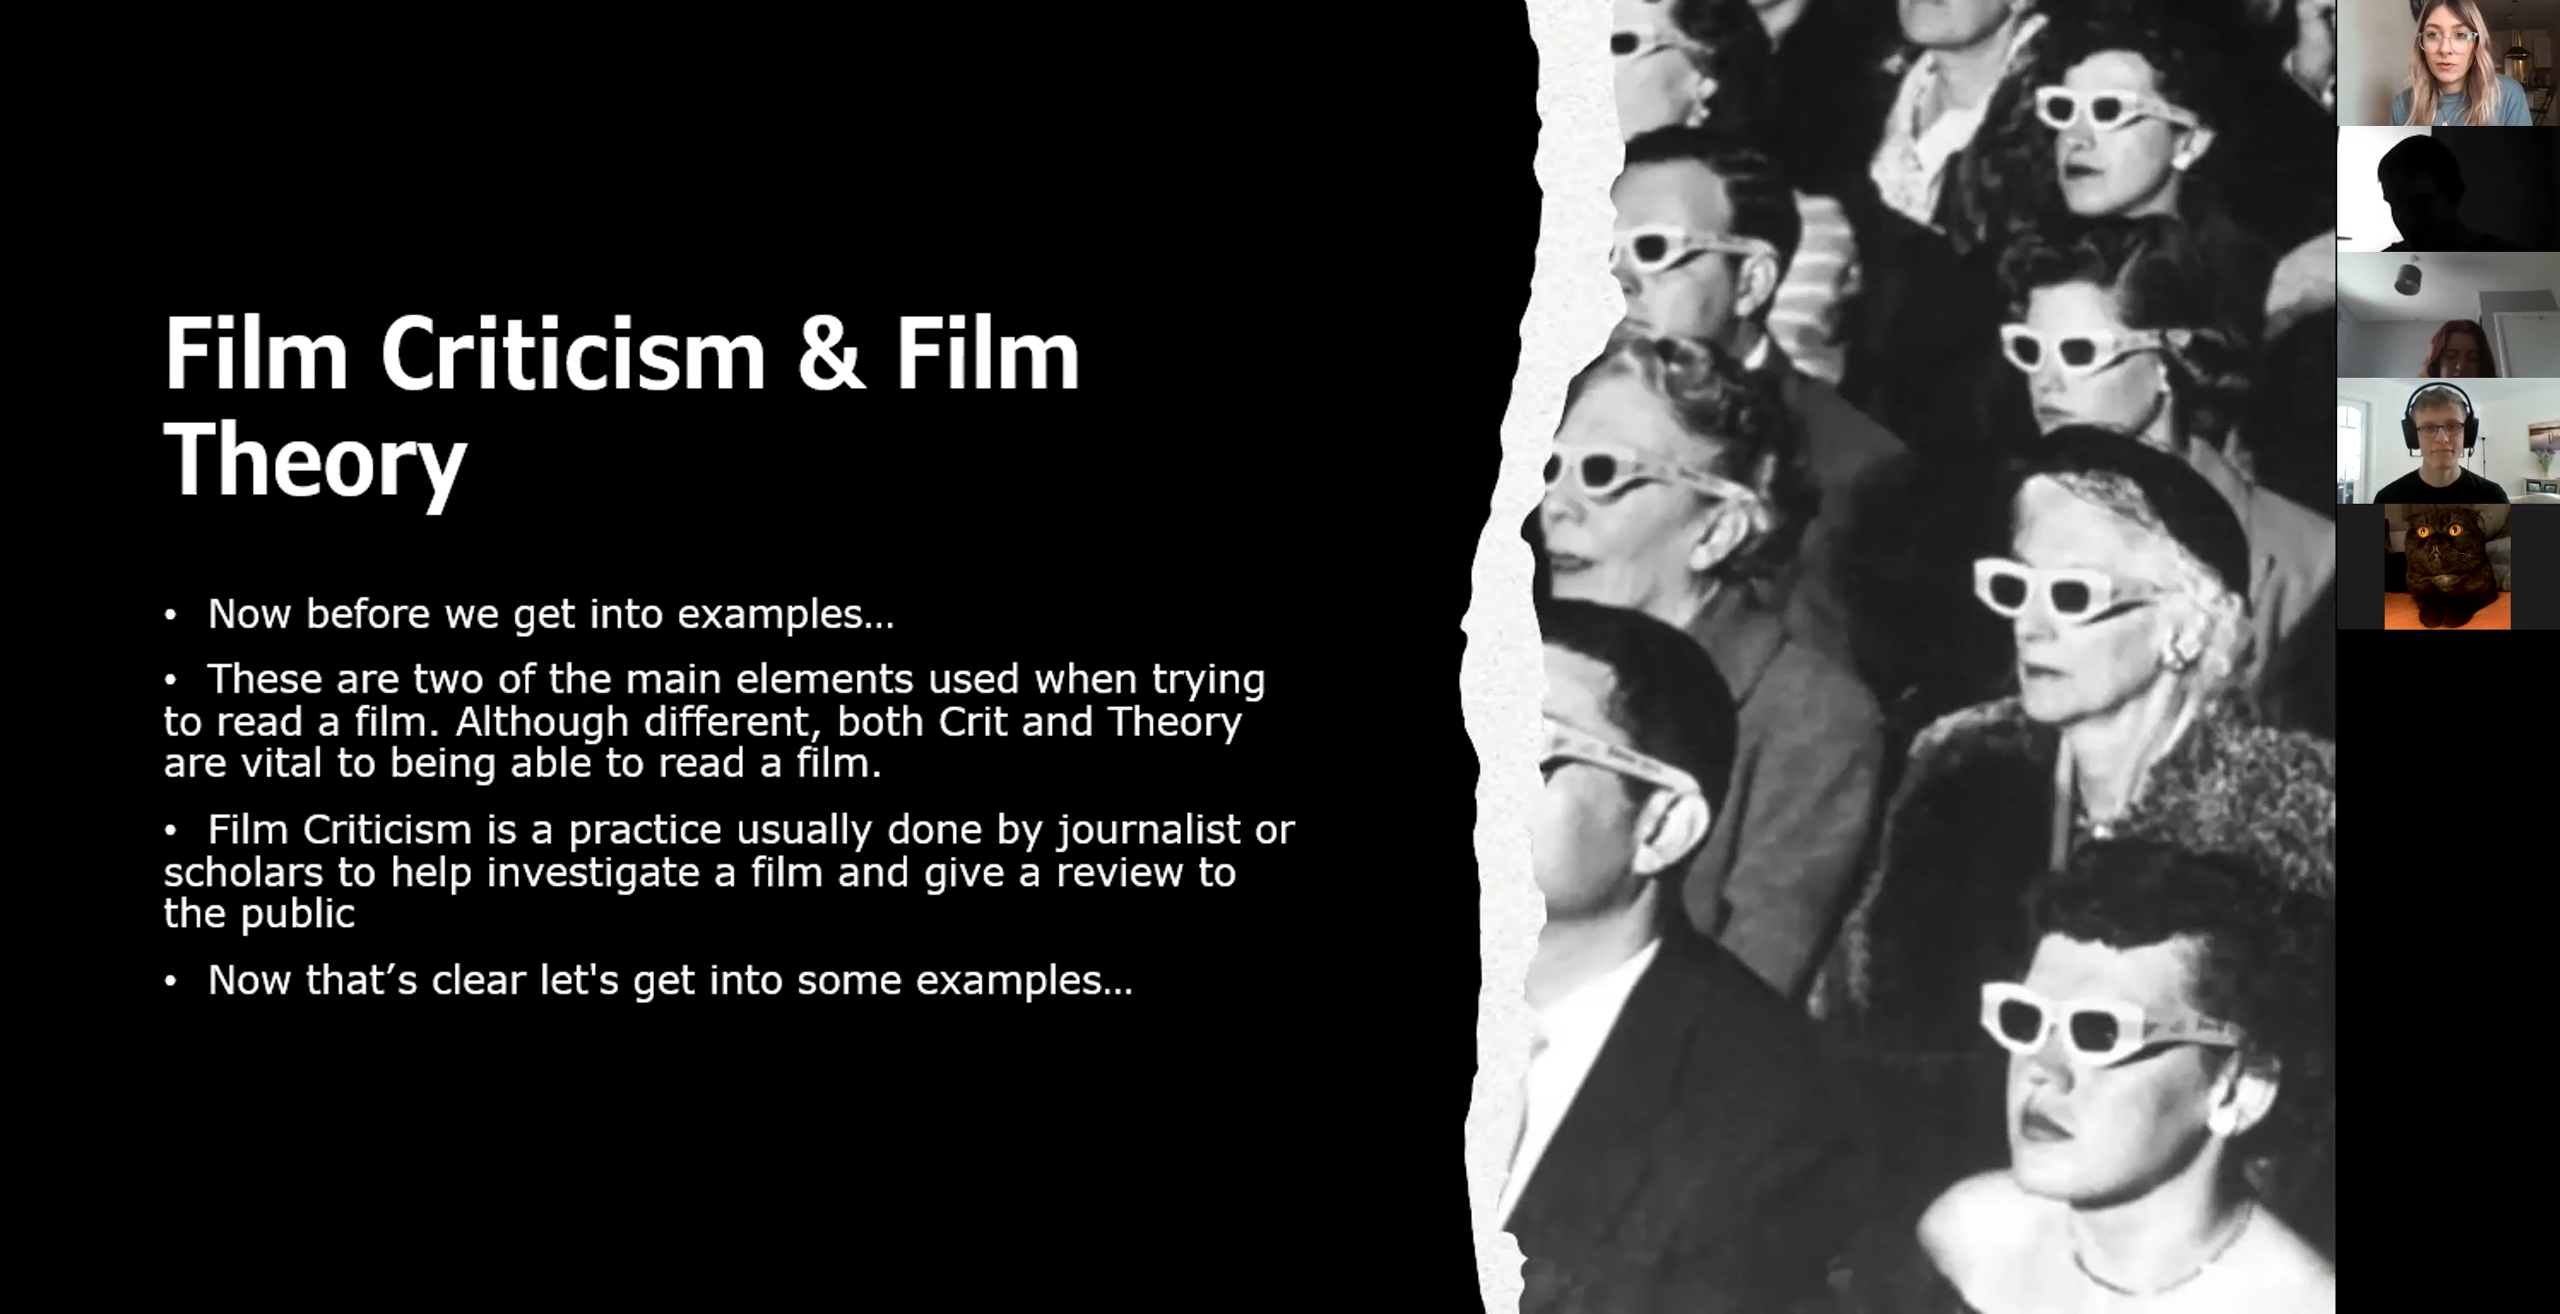 Film Criticism & Film
Theory
• Now before we get into examples...
• These are two of the main elements used when trying
to read a film. Although different, both Crit and Theory
are vital to being able to read a film.
• Film Criticism is a practice usually done by journalist or
scholars to help investigate a film and give a review to
the public
• Now that’s clear let's get into some examples...